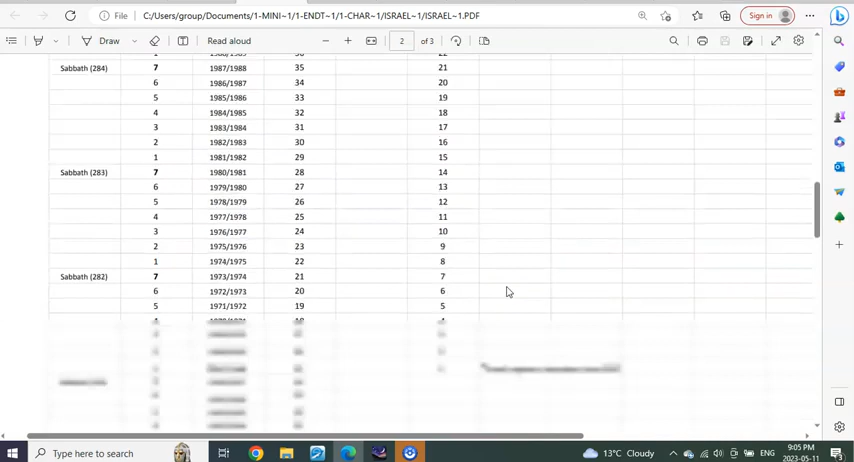 File C:/Users/group/Documents/1-MINI~1/1-ENDT~1/1-CHAR~1/ISRAEL~1/ISRAEL~1.PDF Sign in
Draw Read aloud 2 of 3
Sabbath (284) 7 1987/1988 35 21
6 1986/1987 34 20
5 1985/1986 33 19
4 1984/1985 32 18
3 1983/1984 31 17
2 1982/1983 30 16
1 1981/1982 29 15
Sabbath (283) 7 1980/1981 28 14
6 1979/1980 27 13
5 1978/1979 26 12
4 1977/1978 25 11
3 1976/1977 24 10
2 1975/1976 23 9
1 1974/1975 22 8
Sabbath (282) 7 1973/1974 21 7
6 1972/1973 20 6
5 1971/1972 19 5
Type here to search 13°C Cloudy ENG 9:05 PM
2023-05-11